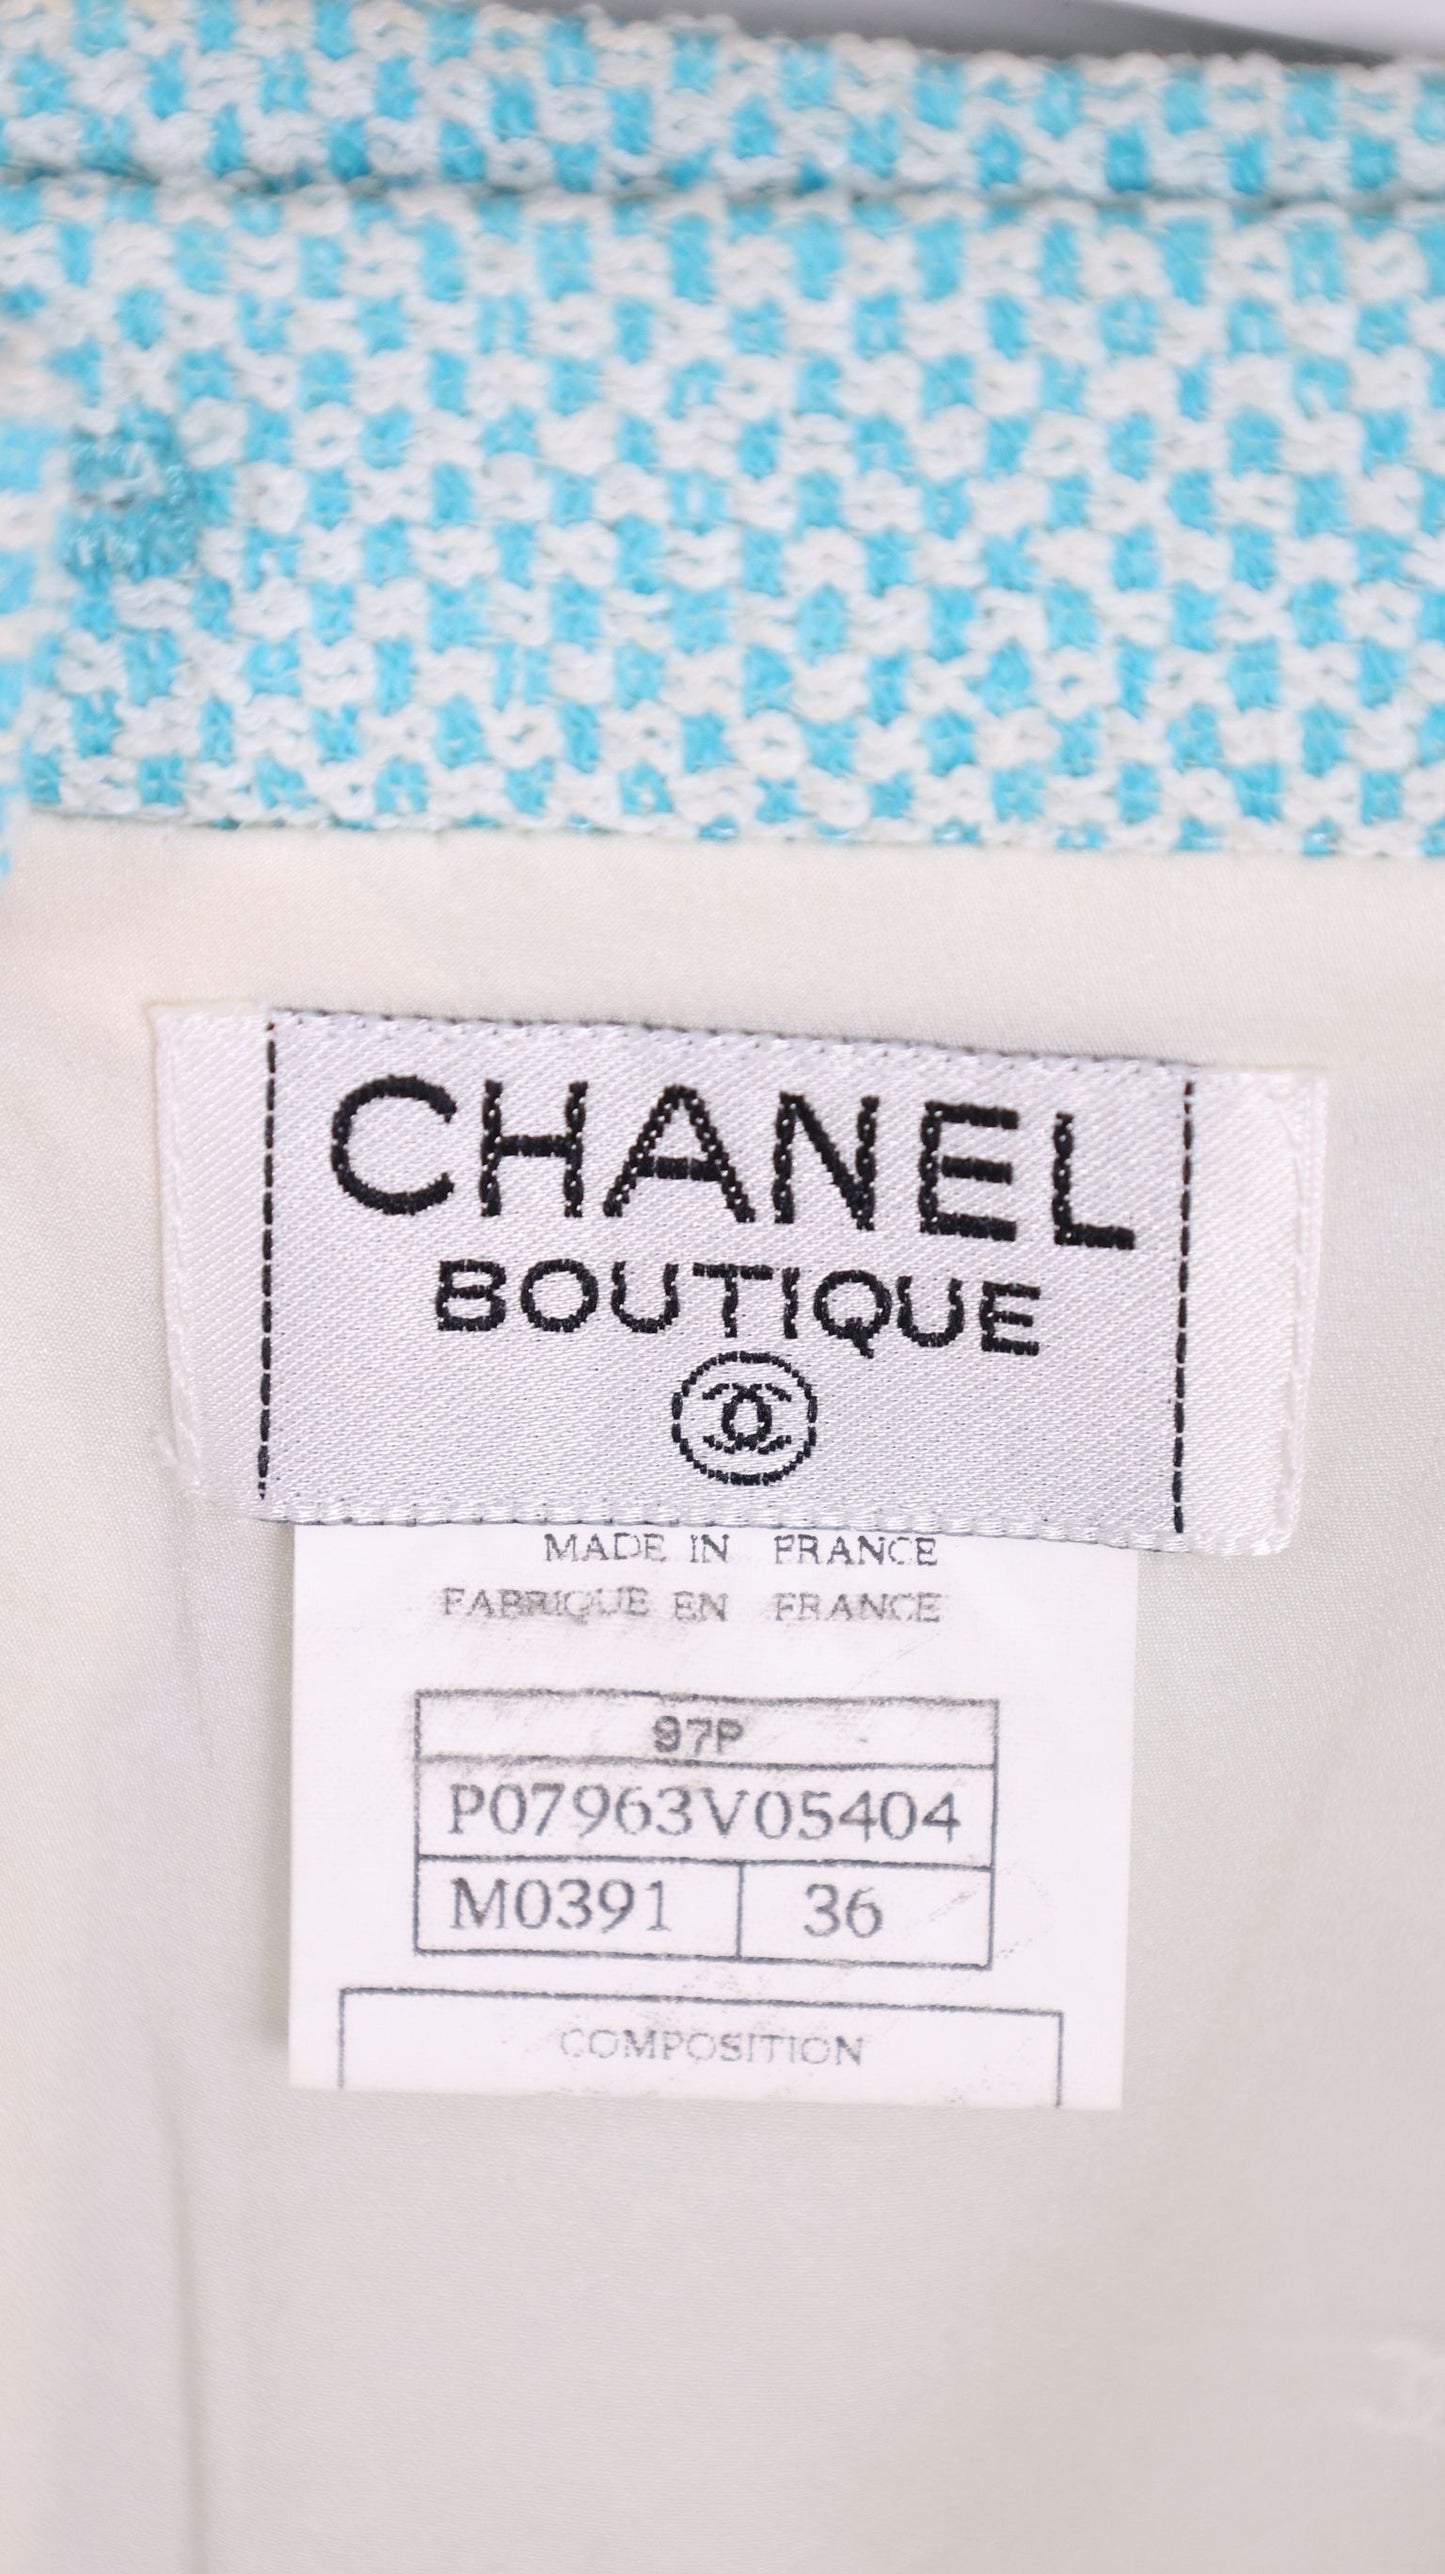 CHANEL
BOUTIQUE
MADE IN FRANCE
FABRIQUE EN FRANCE
97P
P07963V05404
M0391 36
COMPOSITION